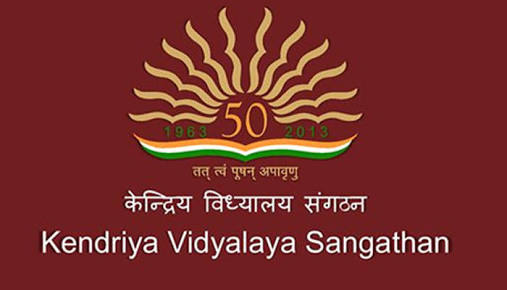 1963 50 2013
तत् त्वं पूषन् अपावृणु
केन्द्रिय विध्यालय संगठन
Kendriya Vidyalaya Sangathan